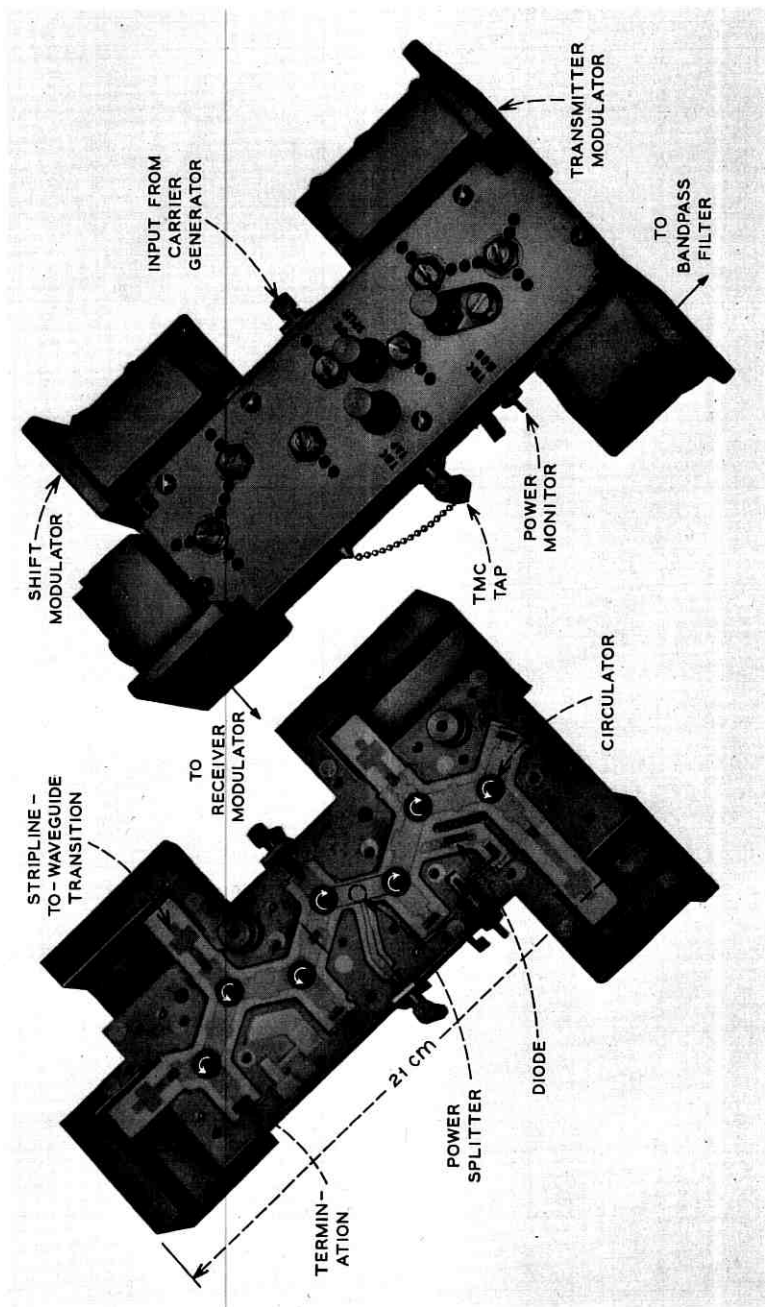 STRIPLINE-
TO-WAVEGUIDE
TRANSITION
SHIFT
MODULATOR
INPUT FROM
CARRIER
GENERATOR
TO
RECEIVER
MODULATOR
TERMIN-
ATION
21 cm
POWER
SPLITTER
TMC
TAP
DIODE
POWER
MONITOR
TRANSMITTER
MODULATOR
CIRCULATOR
TO
BANDPASS
FILTER